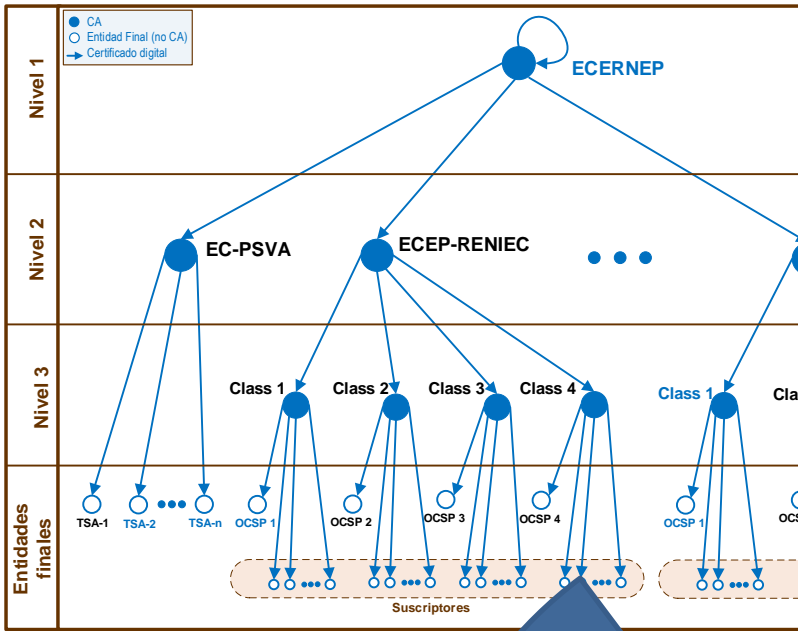 CA
Entidad Final (no CA)
Certificado digital
Nivel 1
ECERNEP
Nivel 2
EC-PSVA
ECEP-RENIEC
Nivel 3
Class 1
Class 2
Class 3
Class 4
Class 1
Cla
Entidades
finales
TSA-1
TSA-2
TSA-n
OCSP 1
OCSP 2
OCSP 3
OCSP 4
OCSP 1
OCS
Suscriptores